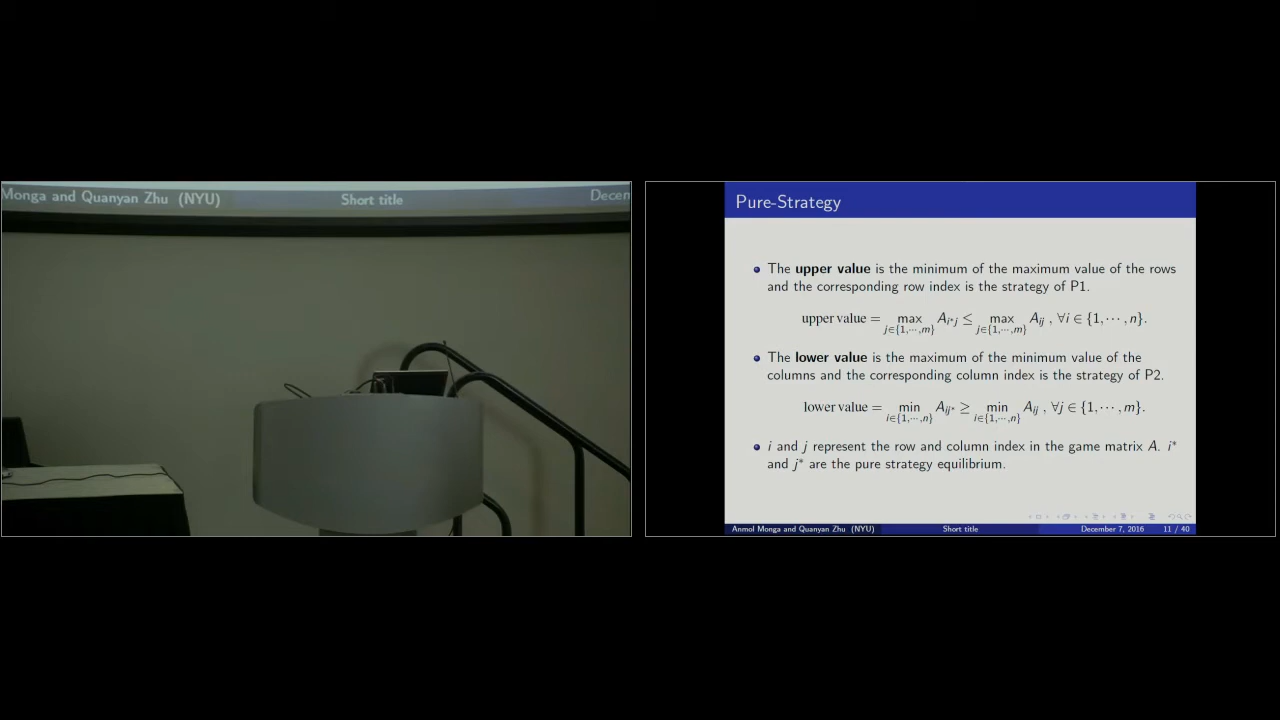 Monga and Quanyan Zhu (NYU) Short title Decem
Pure-Strategy
The upper value is the minimum of the maximum value of the rows
and the corresponding row index is the strategy of P1.
upper value = max_{j∈{1,⋯,m}} A_{i*j} ≤ max_{j∈{1,⋯,m}} A_{ij} , ∀i ∈ {1, ⋯ , n}.
The lower value is the maximum of the minimum value of the
columns and the corresponding column index is the strategy of P2.
lower value = min_{i∈{1,⋯,n}} A_{ij*} ≥ min_{i∈{1,⋯,n}} A_{ij} , ∀j ∈ {1, ⋯ , m}.
i and j represent the row and column index in the game matrix A. i*
and j* are the pure strategy equilibrium.
Anmol Monga and Quanyan Zhu (NYU) Short title December 7, 2016 11 / 40